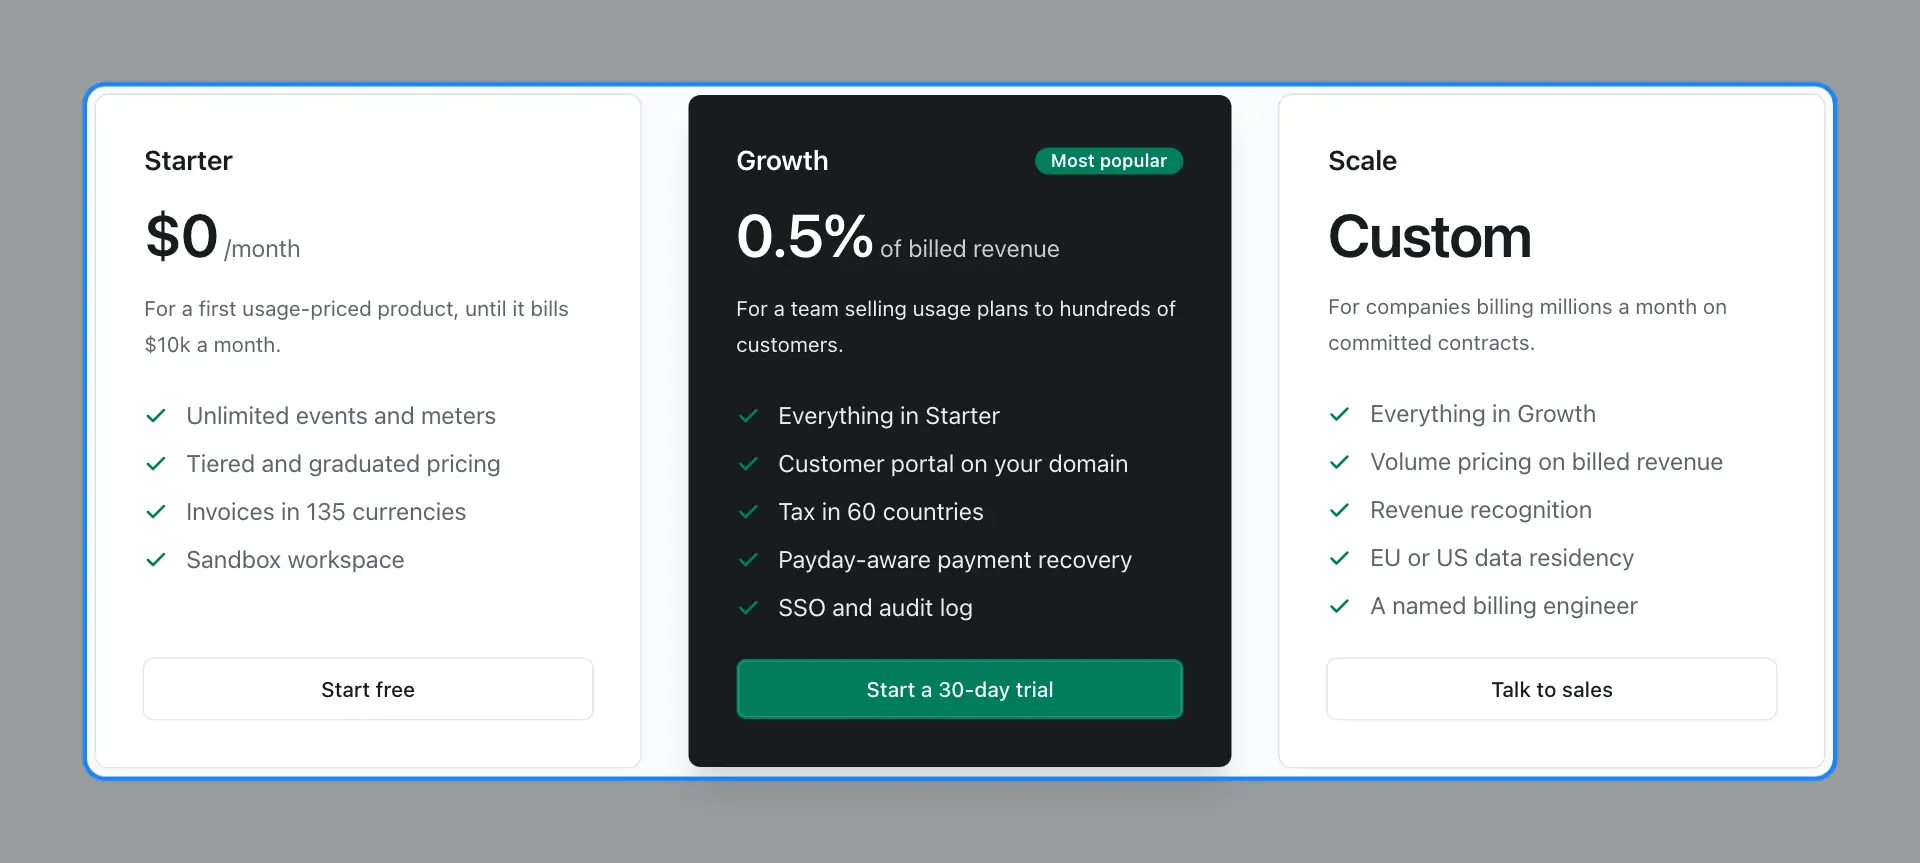 Starter
$0 /month
For a first usage-priced product, until it bills
$10k a month.
Unlimited events and meters
Tiered and graduated pricing
Invoices in 135 currencies
Sandbox workspace
Start free
Growth
Most popular
0.5% of billed revenue
For a team selling usage plans to hundreds of
customers.
Everything in Starter
Customer portal on your domain
Tax in 60 countries
Payday-aware payment recovery
SSO and audit log
Start a 30-day trial
Scale
Custom
For companies billing millions a month on
committed contracts.
Everything in Growth
Volume pricing on billed revenue
Revenue recognition
EU or US data residency
A named billing engineer
Talk to sales